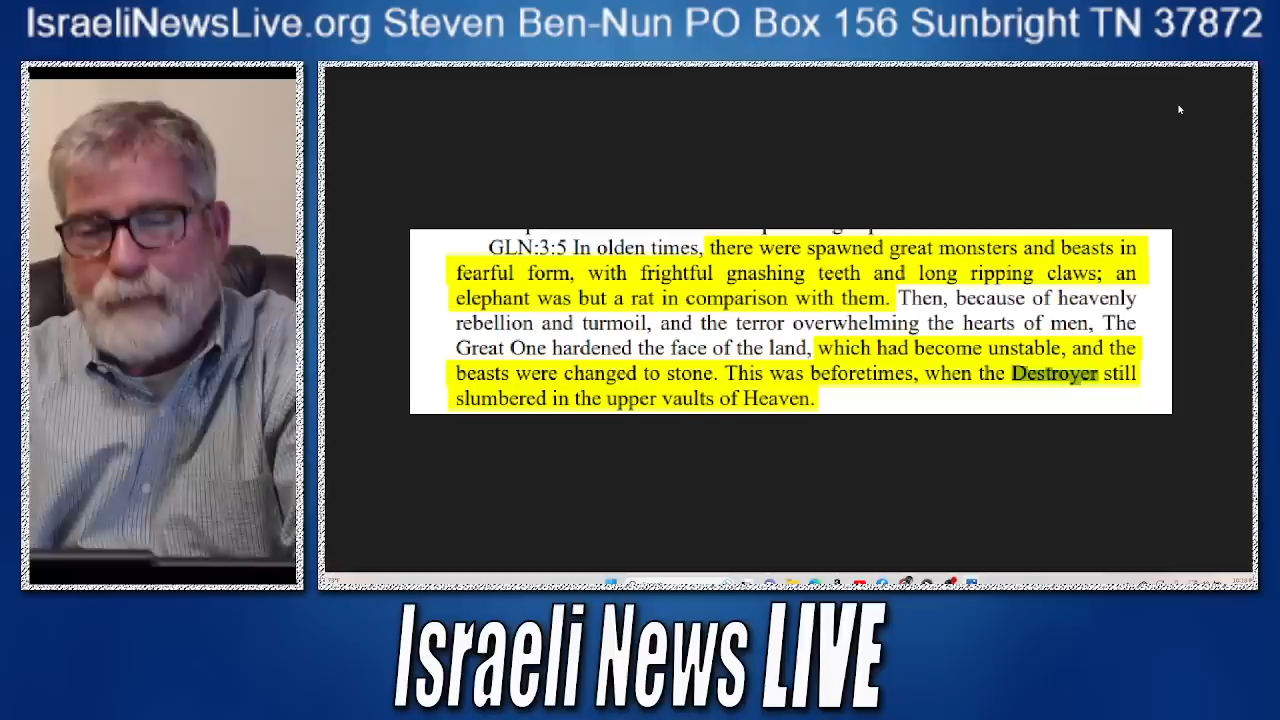 IsraeliNewsLive.org Steven Ben-Nun PO Box 156 Sunbright TN 37872
GLN:3:5 In olden times, there were spawned great monsters and beasts in
fearful form, with frightful gnashing teeth and long ripping claws; an
elephant was but a rat in comparison with them. Then, because of heavenly
rebellion and turmoil, and the terror overwhelming the hearts of men, The
Great One hardened the face of the land, which had become unstable, and the
beasts were changed to stone. This was beforetimes, when the Destroyer still
slumbered in the upper vaults of Heaven.
Israeli News LIVE